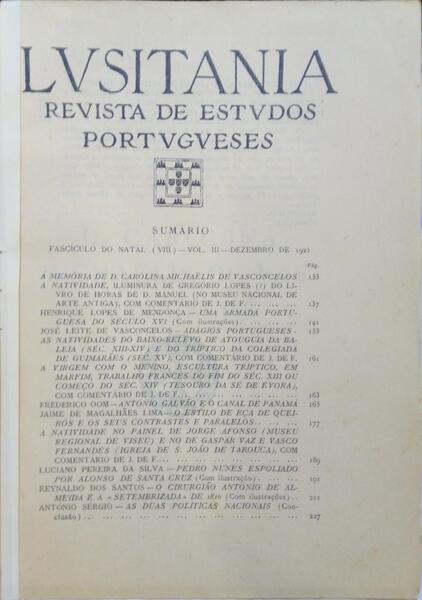 LVSITANIA
REVISTA DE ESTVDOS
PORTVGVESES
SUMARIO
FASCÍCULO DO NATAL (VIII) — VOL. III — DEZEMBRO DE 1925
Pág.
À MEMÓRIA DE D. CAROLINA MICHAËLIS DE VASCONCELOS 133
A NATIVIDADE, ILUMINURA DE GREGÓRIO LOPES (?) DO LI-
VRO DE HORAS DE D. MANUEL (NO MUSEU NACIONAL DE
ARTE ANTIGA), COM COMENTÁRIO DE J. DE F. ... ... ... ... 137
HENRIQUE LOPES DE MENDONÇA — UMA ARMADA PORTU-
GUESA DO SÉCULO XVI (Com ilustrações).. ... ... ... ... 141
JOSÉ LEITE DE VASCONCELOS — ADÁGIOS PORTUGUESES . 153
AS NATIVIDADES DO BAIXO-RELÊVO DE ATOUGUIA DA BA-
LEIA (SÉC. XIII-XIV) E DO TRÍPTICO DA COLEGIADA
DE GUIMARÃES (SÉC. XV), COM COMENTÁRIO DE J. DE F. 161
A VIRGEM COM O MENINO, ESCULTURA TRÍPTICO, EM
MARFIM, TRABALHO FRANCÊS DO FIM DO SÉC. XIII OU
COMÊÇO DO SÉC. XIV (TESOURO DA SÉ DE ÉVORA),
COM COMENTÁRIO DE J. DE F... ... ... ... ... ... ... ... 163
FREDERICO OOM — ANTÓNIO GALVÃO E O CANAL DE PANAMÁ 165
JAIME DE MAGALHÃES LIMA — O ESTILO DE EÇA DE QUEI-
RÓS E OS SEUS CONTRASTES E PARALELOS.. ... ... ... ... 177
A NATIVIDADE NO PAINEL DE JORGE AFONSO (MUSEU
REGIONAL DE VISEU) E NO DE GASPAR VAZ E VASCO
FERNANDES (IGREJA DE S. JOÃO DE TAROUCA), COM
COMENTÁRIO DE J. DE F.... ... ... ... ... ... ... ... ... 189
LUCIANO PEREIRA DA SILVA — PEDRO NUNES ESPOLIADO
POR ALONSO DE SANTA CRUZ (Com ilustração) ... ... ... 191
REYNALDO DOS SANTOS — O CIRURGIÃO ANTÓNIO DE AL-
MEIDA E A «SETEMBRIZADA» DE 1810 (Com ilustrações) .. 211
ANTÓNIO SÉRGIO — AS DUAS POLÍTICAS NACIONAIS (Con-
clusão) . ... ... ... ... ... ... ... ... ... ... ... ... 227